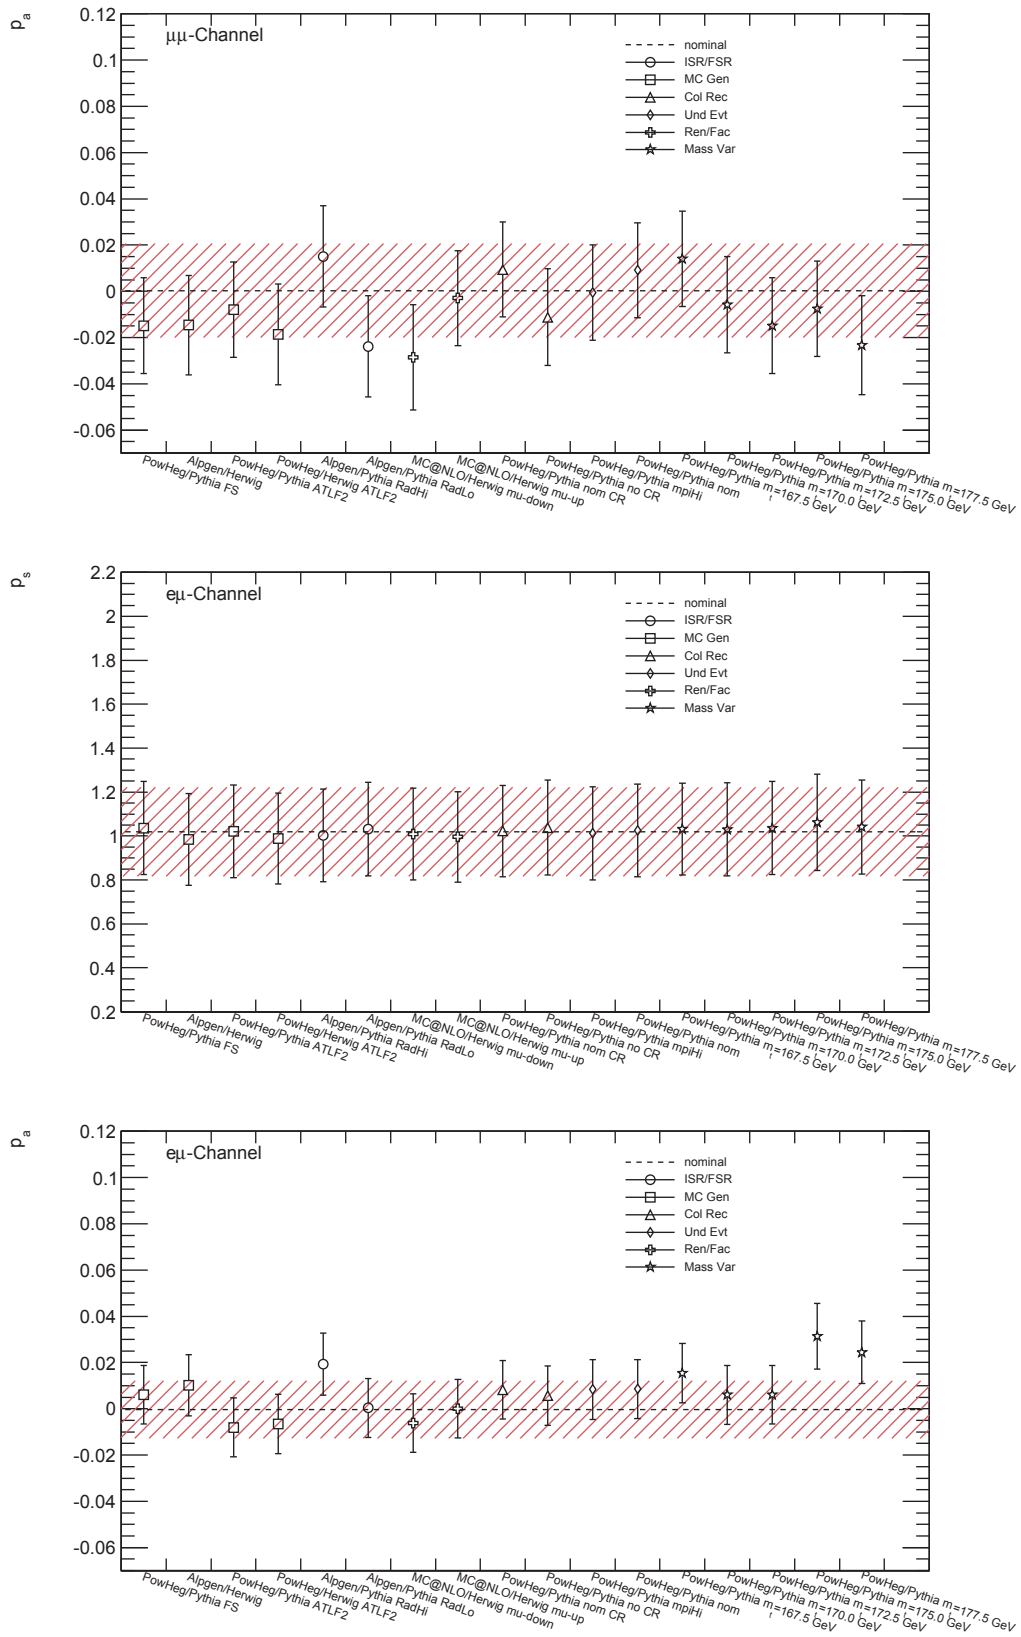 p_a
μμ-Channel
0.12
0.1
0.08
0.06
0.04
0.02
0
-0.02
-0.04
-0.06
nominal
ISR/FSR
MC Gen
Col Rec
Und Evt
Ren/Fac
Mass Var
PowHeg/Pythia FS
Alpgen/Herwig
PowHeg/Pythia ATLF2
PowHeg/Herwig ATLF2
Alpgen/Pythia RadHi
Alpgen/Pythia RadLo
MC@NLO/Herwig mu-down
MC@NLO/Herwig mu-up
PowHeg/Pythia nom CR
PowHeg/Pythia no CR
PowHeg/Pythia mpiHi
PowHeg/Pythia nom
PowHeg/Pythia m_t=167.5 GeV
PowHeg/Pythia m_t=170.0 GeV
PowHeg/Pythia m_t=172.5 GeV
PowHeg/Pythia m_t=175.0 GeV
PowHeg/Pythia m_t=177.5 GeV
p_s
eμ-Channel
2.2
2
1.8
1.6
1.4
1.2
1
0.8
0.6
0.4
0.2
nominal
ISR/FSR
MC Gen
Col Rec
Und Evt
Ren/Fac
Mass Var
PowHeg/Pythia FS
Alpgen/Herwig
PowHeg/Pythia ATLF2
PowHeg/Herwig ATLF2
Alpgen/Pythia RadHi
Alpgen/Pythia RadLo
MC@NLO/Herwig mu-down
MC@NLO/Herwig mu-up
PowHeg/Pythia nom CR
PowHeg/Pythia no CR
PowHeg/Pythia mpiHi
PowHeg/Pythia nom
PowHeg/Pythia m_t=167.5 GeV
PowHeg/Pythia m_t=170.0 GeV
PowHeg/Pythia m_t=172.5 GeV
PowHeg/Pythia m_t=175.0 GeV
PowHeg/Pythia m_t=177.5 GeV
p_a
eμ-Channel
0.12
0.1
0.08
0.06
0.04
0.02
0
-0.02
-0.04
-0.06
nominal
ISR/FSR
MC Gen
Col Rec
Und Evt
Ren/Fac
Mass Var
PowHeg/Pythia FS
Alpgen/Herwig
PowHeg/Pythia ATLF2
PowHeg/Herwig ATLF2
Alpgen/Pythia RadHi
Alpgen/Pythia RadLo
MC@NLO/Herwig mu-down
MC@NLO/Herwig mu-up
PowHeg/Pythia nom CR
PowHeg/Pythia no CR
PowHeg/Pythia mpiHi
PowHeg/Pythia nom
PowHeg/Pythia m_t=167.5 GeV
PowHeg/Pythia m_t=170.0 GeV
PowHeg/Pythia m_t=172.5 GeV
PowHeg/Pythia m_t=175.0 GeV
PowHeg/Pythia m_t=177.5 GeV